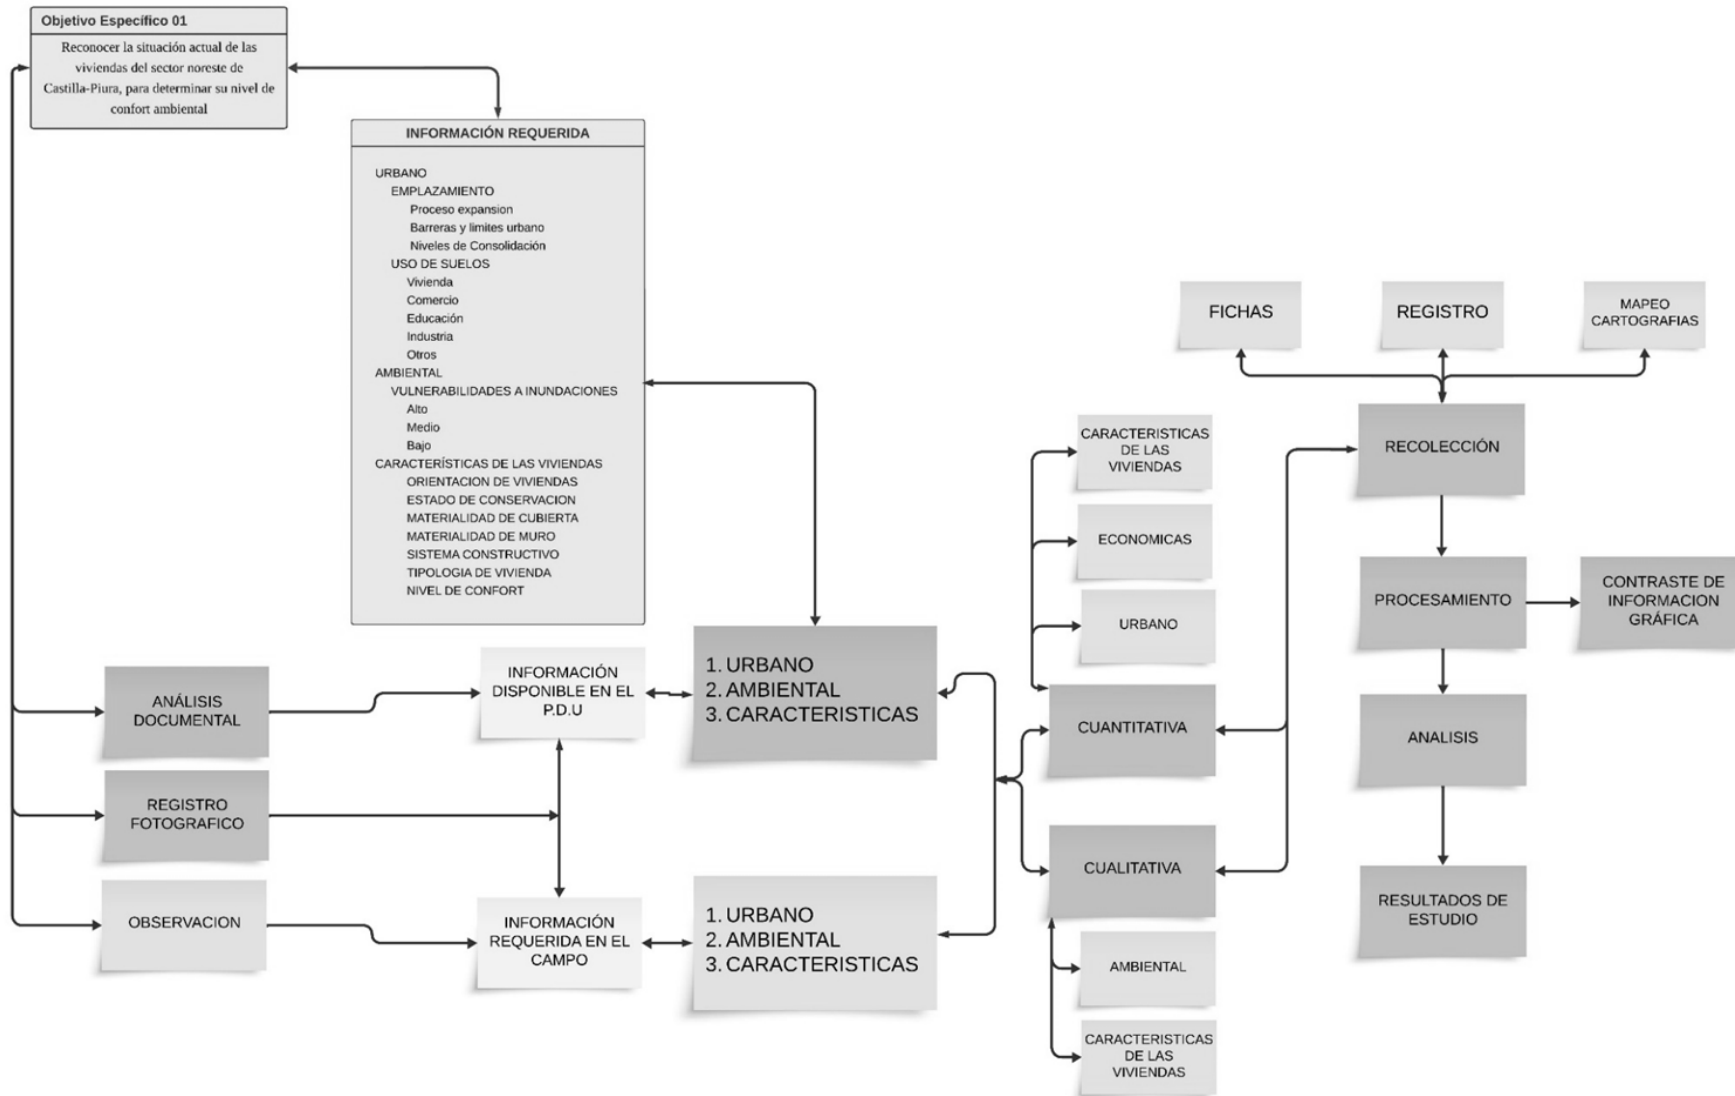 Objetivo Específico 01
Reconocer la situación actual de las
viviendas del sector noreste de
Castilla-Piura, para determinar su nivel de
confort ambiental
INFORMACIÓN REQUERIDA
URBANO
EMPLAZAMIENTO
Proceso expansion
Barreras y limites urbano
Niveles de Consolidación
USO DE SUELOS
Vivienda
Comercio
Educación
Industria
Otros
AMBIENTAL
VULNERABILIDADES A INUNDACIONES
Alto
Medio
Bajo
CARACTERÍSTICAS DE LAS VIVIENDAS
ORIENTACION DE VIVIENDAS
ESTADO DE CONSERVACION
MATERIALIDAD DE CUBIERTA
MATERIALIDAD DE MURO
SISTEMA CONSTRUCTIVO
TIPOLOGIA DE VIVIENDA
NIVEL DE CONFORT
ANÁLISIS
DOCUMENTAL
REGISTRO
FOTOGRAFICO
OBSERVACION
INFORMACIÓN
DISPONIBLE EN EL
P.D.U
INFORMACIÓN
REQUERIDA EN EL
CAMPO
1. URBANO
2. AMBIENTAL
3. CARACTERISTICAS
1. URBANO
2. AMBIENTAL
3. CARACTERISTICAS
CARACTERISTICAS
DE LAS
VIVIENDAS
ECONOMICAS
URBANO
CUANTITATIVA
CUALITATIVA
AMBIENTAL
CARACTERISTICAS
DE LAS
VIVIENDAS
FICHAS
REGISTRO
MAPEO
CARTOGRAFIAS
RECOLECCIÓN
PROCESAMIENTO
CONTRASTE DE
INFORMACION
GRÁFICA
ANALISIS
RESULTADOS DE
ESTUDIO